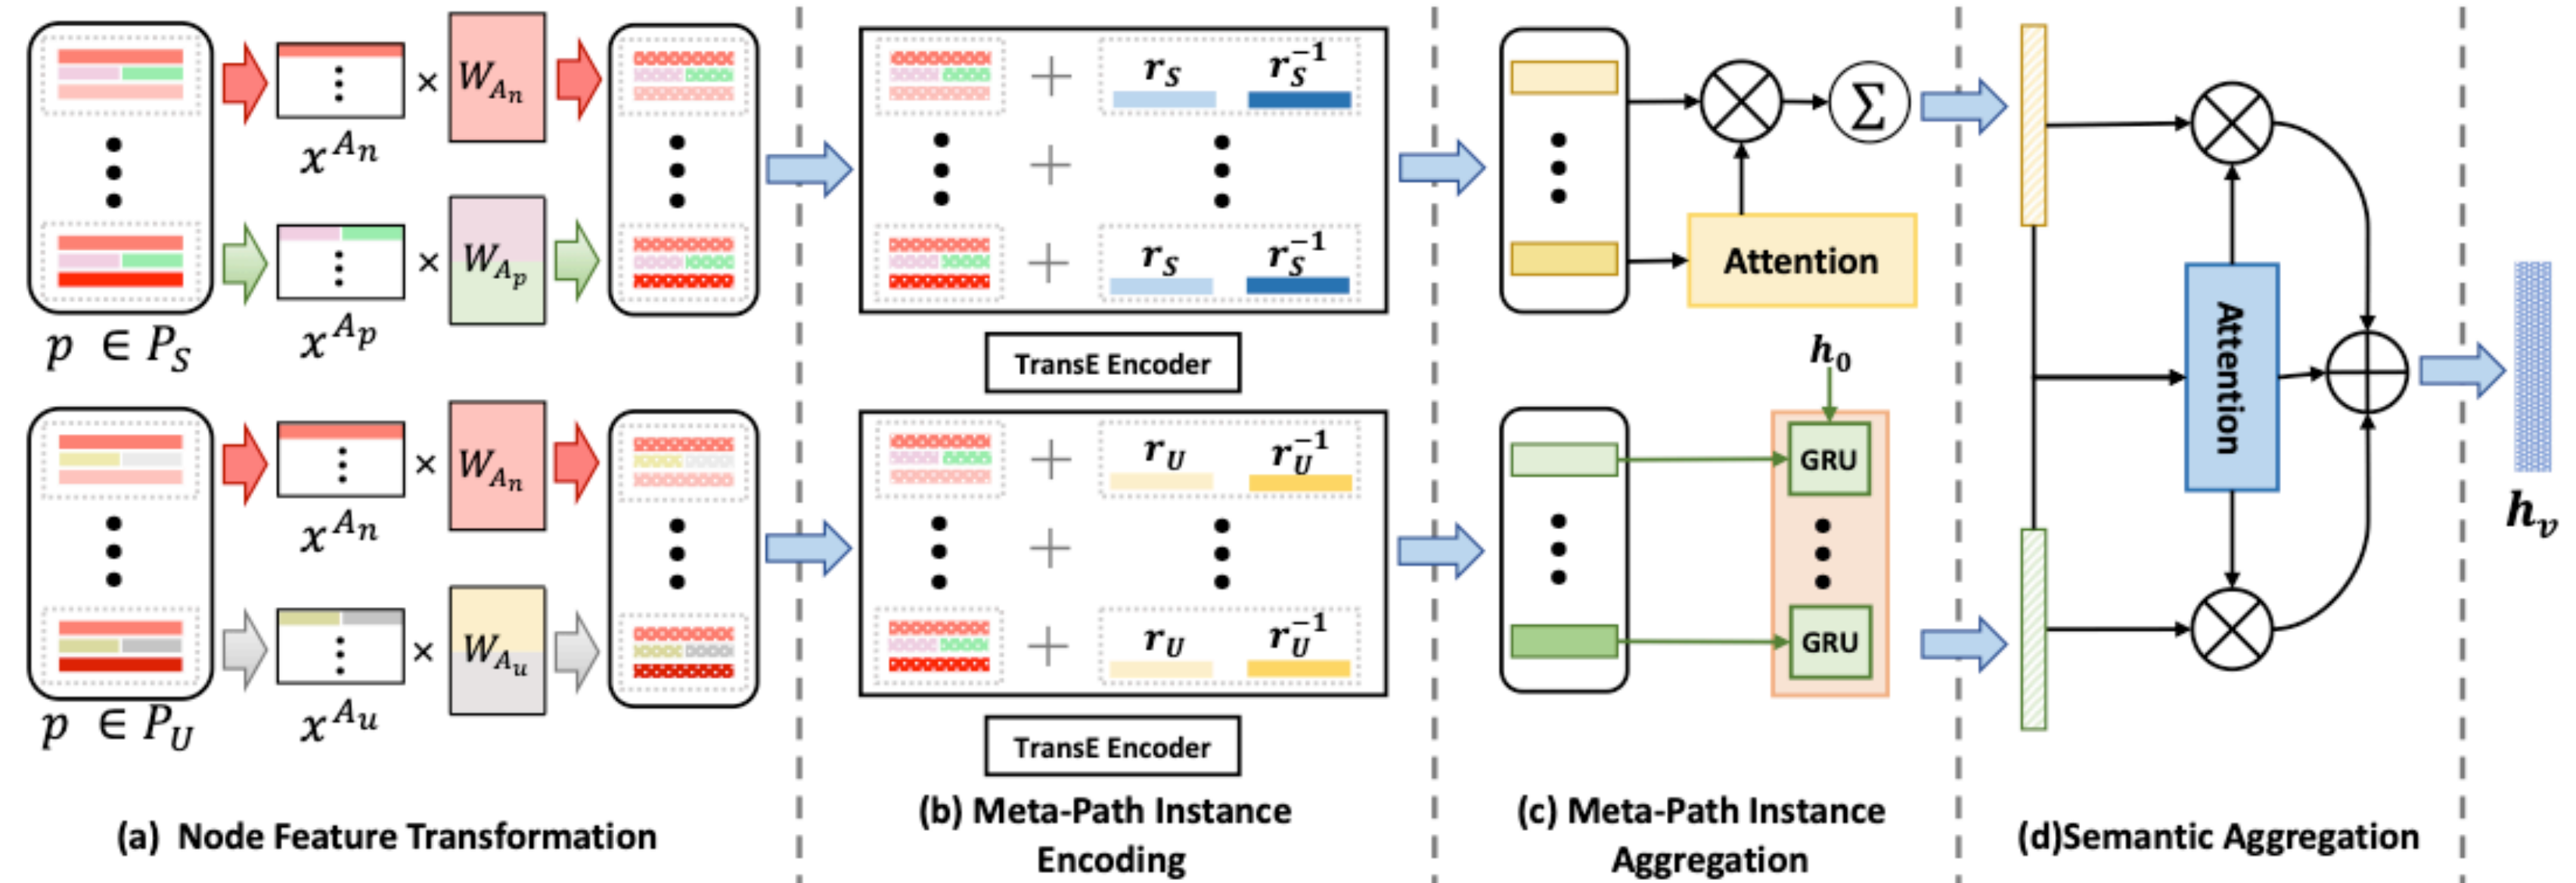 x^{A_n} × W_{A_n}
x^{A_p} × W_{A_p}
p ∈ P_S
x^{A_n} × W_{A_n}
x^{A_u} × W_{A_u}
p ∈ P_U
(a) Node Feature Transformation
+ r_S r_S^{-1}
+
+ r_S r_S^{-1}
TransE Encoder
+ r_U r_U^{-1}
+
+ r_U r_U^{-1}
TransE Encoder
(b) Meta-Path Instance
Encoding
Σ
Attention
h_0
GRU
GRU
(c) Meta-Path Instance
Aggregation
Attention
(d)Semantic Aggregation
h_v